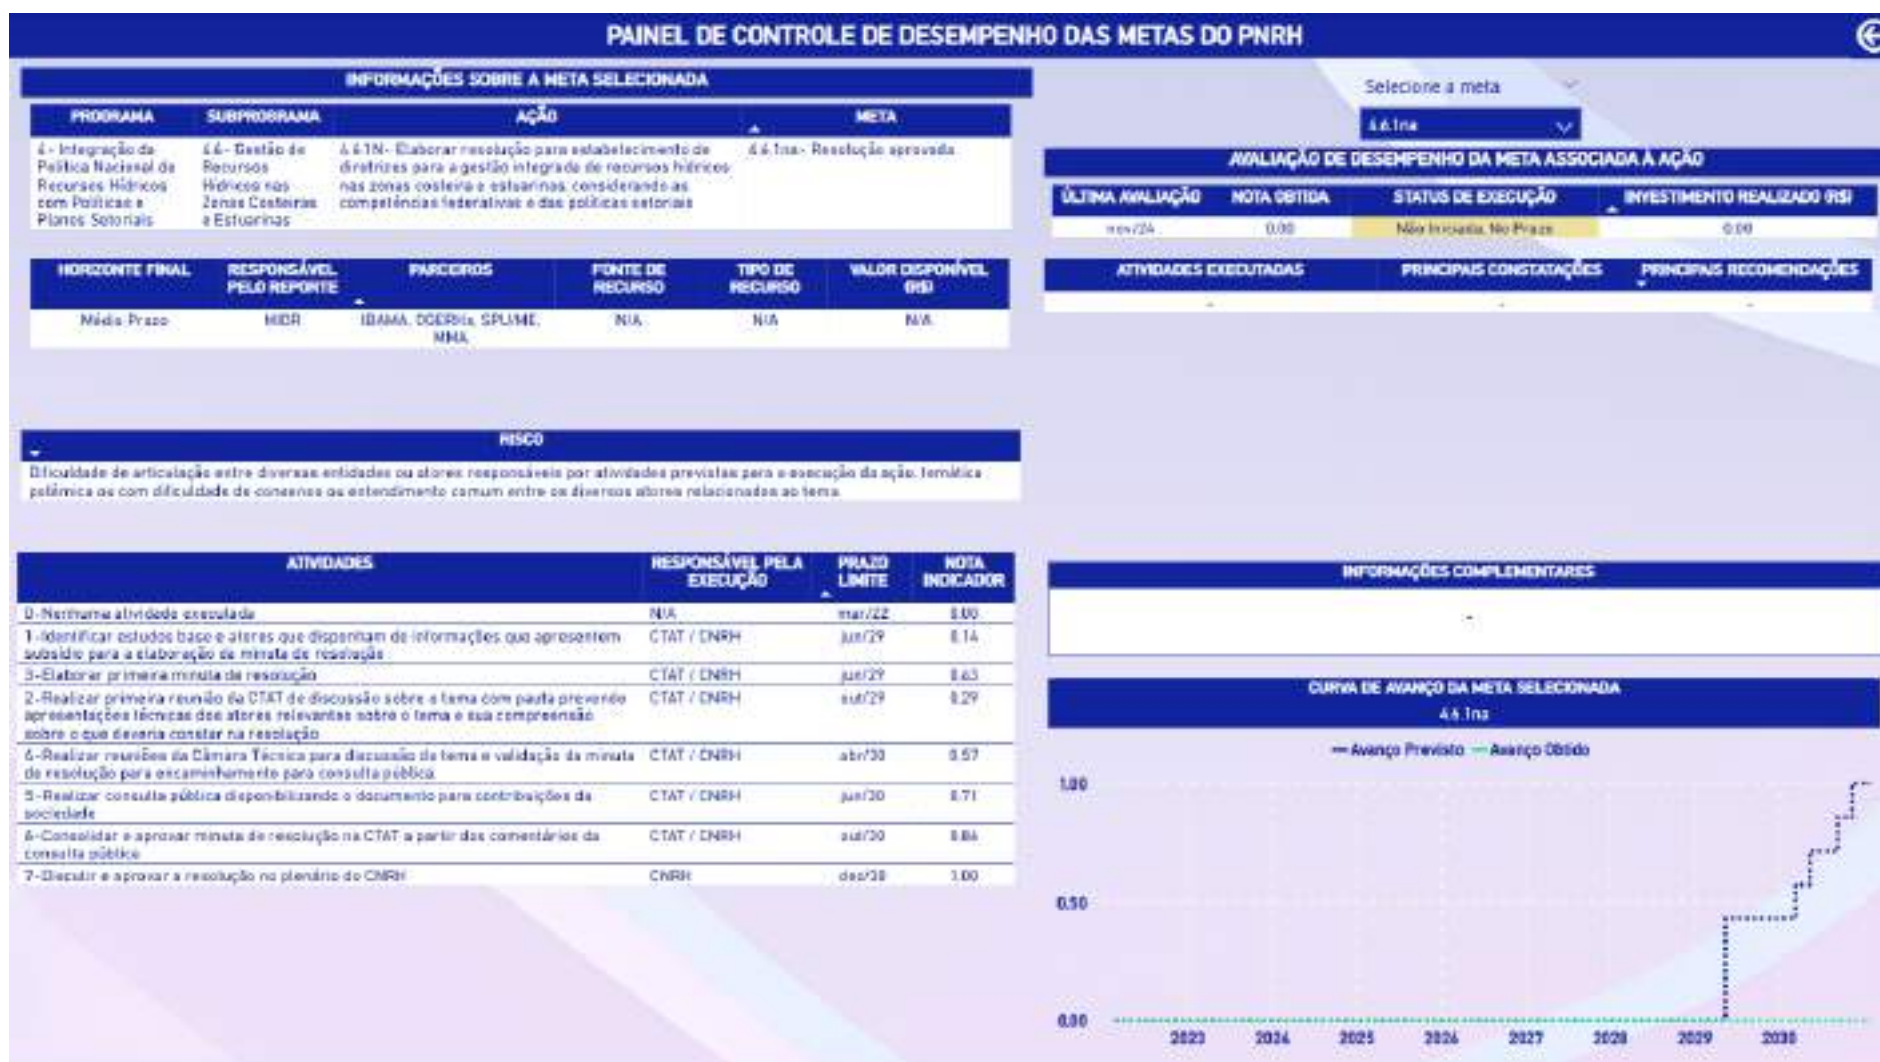 PAINEL DE CONTROLE DE DESEMPENHO DAS METAS DO PNRH
INFORMAÇÕES SOBRE A META SELECIONADA
PROGRAMA SUBPROGRAMA AÇÃO META
4- Integração da Política Nacional de Recursos Hídricos com Políticas e Planos Setoriais
4.6- Gestão de Recursos Hídricos nas Zonas Costeiras e Estuarinas
4.6.1N- Elaborar resolução para estabelecimento de diretrizes para a gestão integrada de recursos hídricos nas zonas costeira e estuarinas, considerando as competências federativas e das políticas setoriais
4.6.1na- Resolução aprovada
HORIZONTE FINAL RESPONSÁVEL PELO REPORTE PARCEIROS FONTE DE RECURSO TIPO DE RECURSO VALOR DISPONÍVEL (R$)
Médio Prazo MIDR IBAMA, OGERHs, SPU/ME, MMA N/A N/A N/A
RISCO
Dificuldade de articulação entre diversas entidades ou atores responsáveis por atividades previstas para a execução da ação, temática
polêmica ou com dificuldade de consenso ou entendimento comum entre os diversos atores relacionados ao tema.
ATIVIDADES RESPONSÁVEL PELA EXECUÇÃO PRAZO LIMITE NOTA INDICADOR
0-Nenhuma atividade executada N/A mar/22 0.00
1-Identificar estudos base e atores que disponham de informações que apresentem CTAT / CNRH jun/29 0.14
subsídio para a elaboração da minuta de resolução
3-Elaborar primeira minuta de resolução CTAT / CNRH jun/29 0.43
2-Realizar primeira reunião da CTAT de discussão sobre o tema com pauta prevendo CTAT / CNRH out/29 0.29
apresentações técnicas dos atores relevantes sobre o tema e sua compreensão
sobre o que deveria constar na resolução
4-Realizar reuniões da Câmara Técnica para discussão do tema e validação da minuta CTAT / CNRH abr/30 0.57
de resolução para encaminhamento para consulta pública.
5-Realizar consulta pública disponibilizando o documento para contribuições da CTAT / CNRH jun/30 0.71
sociedade
6-Consolidar e aprovar minuta de resolução na CTAT a partir dos comentários da CTAT / CNRH out/30 0.86
consulta pública
7-Discutir e aprovar a resolução no plenário do CNRH CNRH dez/30 1.00
Selecione a meta
4.6.1na
AVALIAÇÃO DE DESEMPENHO DA META ASSOCIADA À AÇÃO
ÚLTIMA AVALIAÇÃO NOTA OBTIDA STATUS DE EXECUÇÃO INVESTIMENTO REALIZADO (R$)
nov/24 0.00 Não Iniciada, No Prazo 0.00
ATIVIDADES EXECUTADAS PRINCIPAIS CONSTATAÇÕES PRINCIPAIS RECOMENDAÇÕES
- - -
INFORMAÇÕES COMPLEMENTARES
-
CURVA DE AVANÇO DA META SELECIONADA
4.6.1na
Avanço Previsto Avanço Obtido
1.00
0.50
0.00
2023 2024 2025 2026 2027 2028 2029 2030